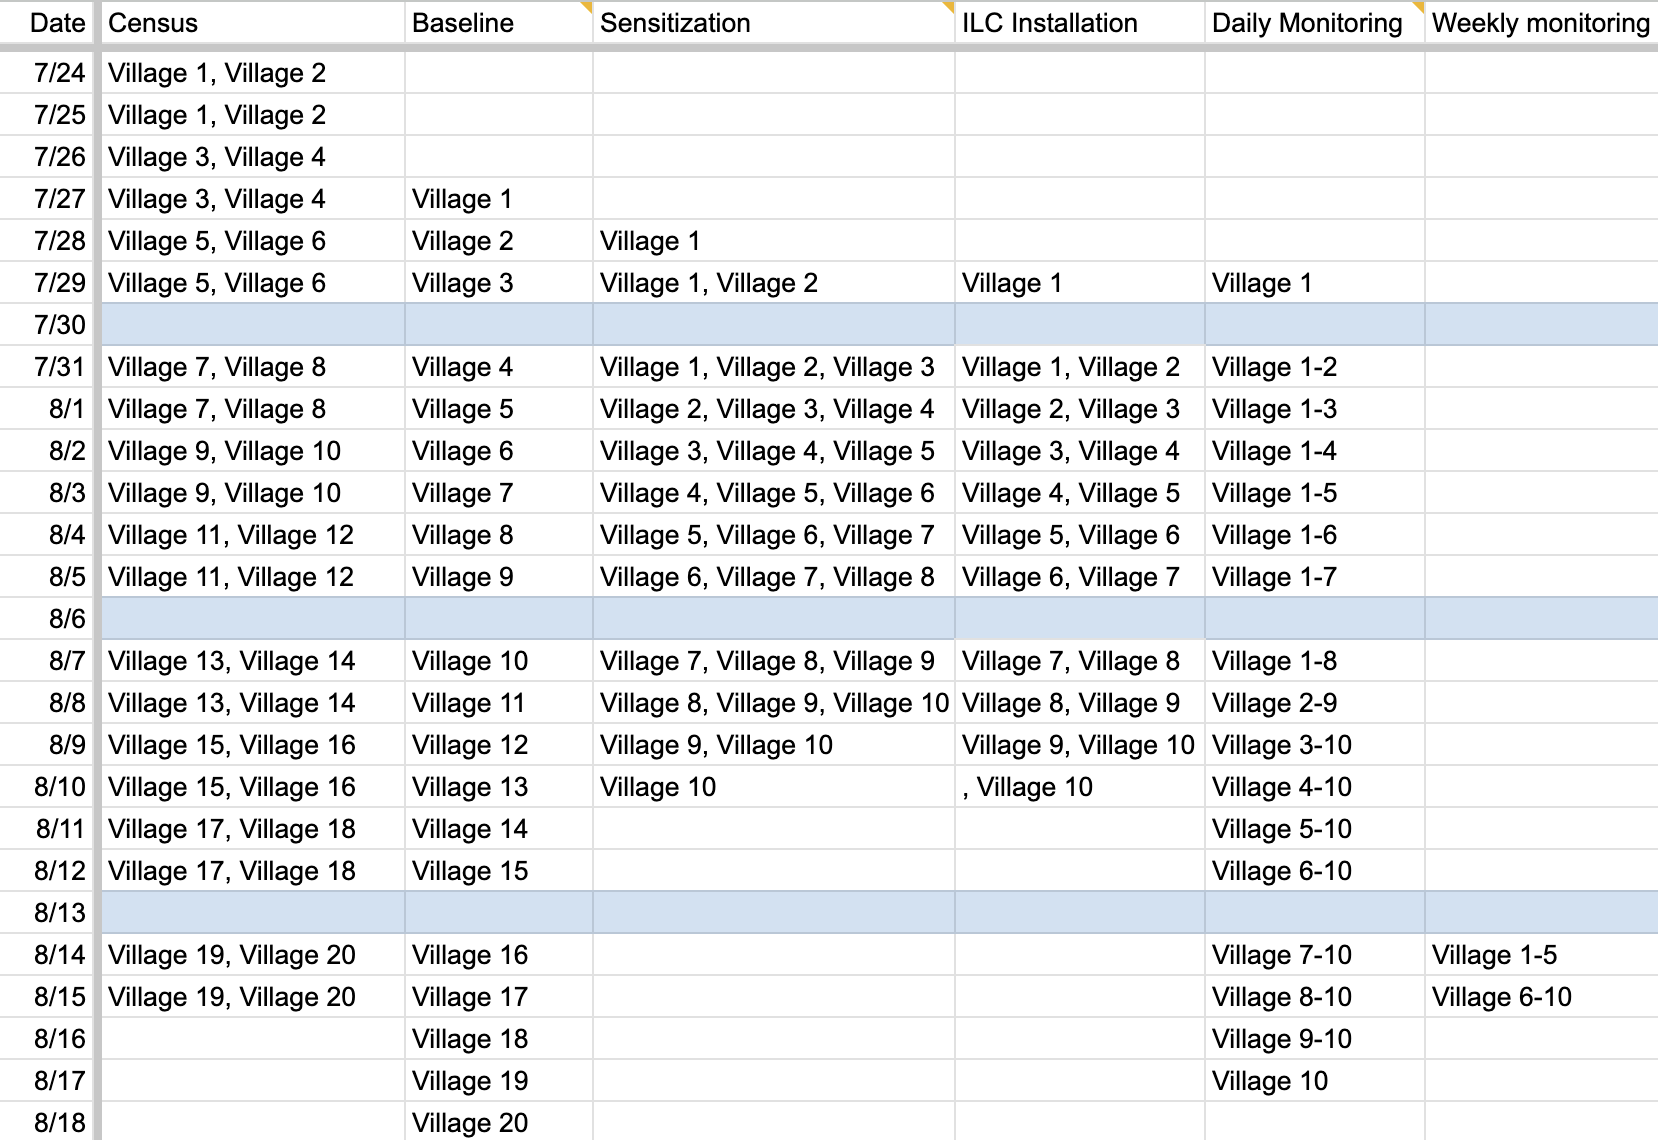 Date Census Baseline Sensitization ILC Installation Daily Monitoring Weekly monitoring
7/24 Village 1, Village 2
7/25 Village 1, Village 2
7/26 Village 3, Village 4
7/27 Village 3, Village 4 Village 1
7/28 Village 5, Village 6 Village 2 Village 1
7/29 Village 5, Village 6 Village 3 Village 1, Village 2 Village 1 Village 1
7/30
7/31 Village 7, Village 8 Village 4 Village 1, Village 2, Village 3 Village 1, Village 2 Village 1-2
8/1 Village 7, Village 8 Village 5 Village 2, Village 3, Village 4 Village 2, Village 3 Village 1-3
8/2 Village 9, Village 10 Village 6 Village 3, Village 4, Village 5 Village 3, Village 4 Village 1-4
8/3 Village 9, Village 10 Village 7 Village 4, Village 5, Village 6 Village 4, Village 5 Village 1-5
8/4 Village 11, Village 12 Village 8 Village 5, Village 6, Village 7 Village 5, Village 6 Village 1-6
8/5 Village 11, Village 12 Village 9 Village 6, Village 7, Village 8 Village 6, Village 7 Village 1-7
8/6
8/7 Village 13, Village 14 Village 10 Village 7, Village 8, Village 9 Village 7, Village 8 Village 1-8
8/8 Village 13, Village 14 Village 11 Village 8, Village 9, Village 10 Village 8, Village 9 Village 2-9
8/9 Village 15, Village 16 Village 12 Village 9, Village 10 Village 9, Village 10 Village 3-10
8/10 Village 15, Village 16 Village 13 Village 10 , Village 10 Village 4-10
8/11 Village 17, Village 18 Village 14 Village 5-10
8/12 Village 17, Village 18 Village 15 Village 6-10
8/13
8/14 Village 19, Village 20 Village 16 Village 7-10 Village 1-5
8/15 Village 19, Village 20 Village 17 Village 8-10 Village 6-10
8/16 Village 18 Village 9-10
8/17 Village 19 Village 10
8/18 Village 20